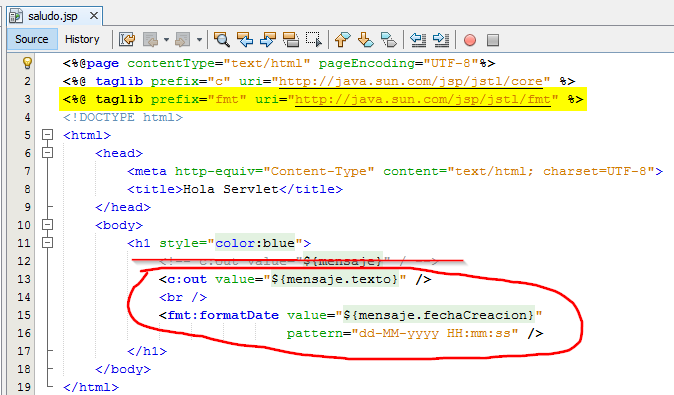 saludo.jsp
Source History
<%@page contentType="text/html" pageEncoding="UTF-8"%>
2 <%@ taglib prefix="c" uri="http://java.sun.com/jsp/jstl/core" %>
3 <%@ taglib prefix="fmt" uri="http://java.sun.com/jsp/jstl/fmt" %>
4 <!DOCTYPE html>
5 <html>
6 <head>
7 <meta http-equiv="Content-Type" content="text/html; charset=UTF-8">
8 <title>Hola Servlet</title>
9 </head>
10 <body>
11 <h1 style="color:blue">
12 <!-- c:out value="${mensaje}" / -->
13 <c:out value="${mensaje.texto}" />
14 <br />
15 <fmt:formatDate value="${mensaje.fechaCreacion}"
16 pattern="dd-MM-yyyy HH:mm:ss" />
17 </h1>
18 </body>
19 </html>